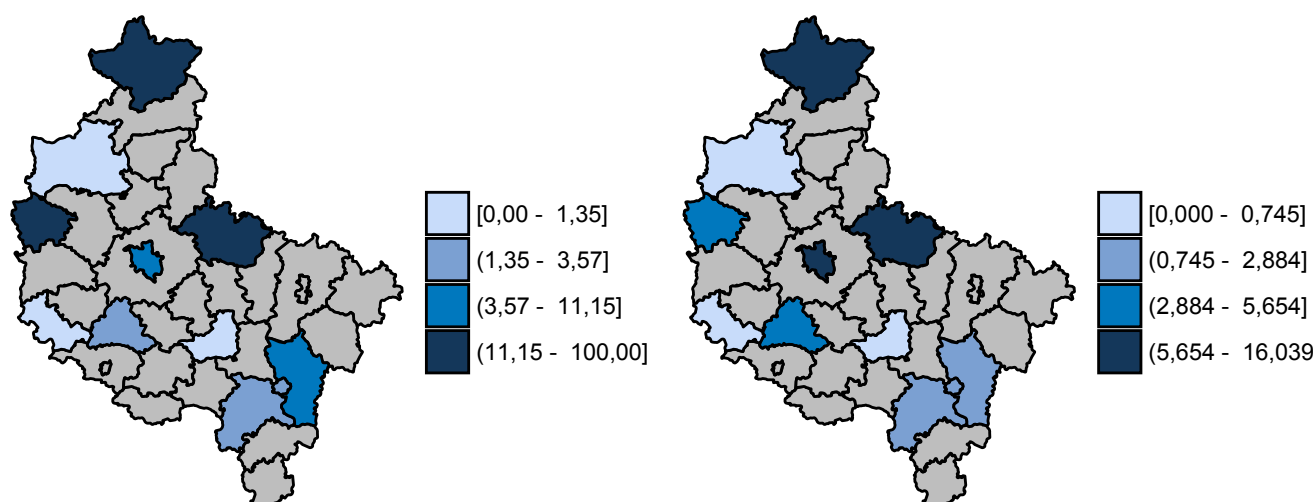 [0,00 - 1,35]
(1,35 - 3,57]
(3,57 - 11,15]
(11,15 - 100,00]
[0,000 - 0,745]
(0,745 - 2,884]
(2,884 - 5,654]
(5,654 - 16,039